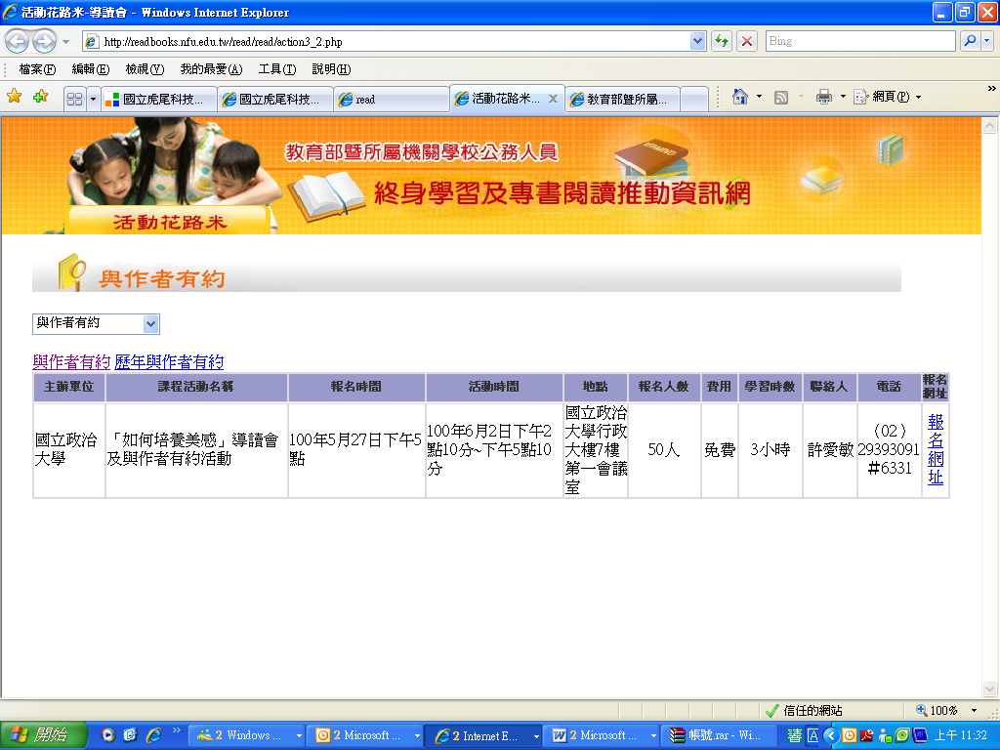 活動花路米-導讀會 - Windows Internet Explorer
http://readbooks.nfu.edu.tw/read/read/action3_2.php
Bing
檔案(F) 編輯(E) 檢視(V) 我的最愛(A) 工具(T) 說明(H)
國立虎尾科技... 國立虎尾科技... read 活動花路米... 教育部暨所屬... 網頁(P)
教育部暨所屬機關學校公務人員
終身學習及專書閱讀推動資訊網
活動花路米
與作者有約
與作者有約
與作者有約 歷年與作者有約
主辦單位 課程活動名稱 報名時間 活動時間 地點 報名人數 費用 學習時數 聯絡人 電話 報名網址
國立政治
大學
「如何培養美感」導讀會
及與作者有約活動
100年5月27日下午5
點
100年6月2日下午2
點10分~下午5點10
分
國立政治
大學行政
大樓7樓
第一會議
室
50人
免費
3小時
許愛敏
（02）
29393091
＃6331
報
名
網
址
信任的網站 100%
開始 2 Windows ... 2 Microsoft ... 2 Internet E... 2 Microsoft ... 帳號.rar - Wi... 上午 11:32